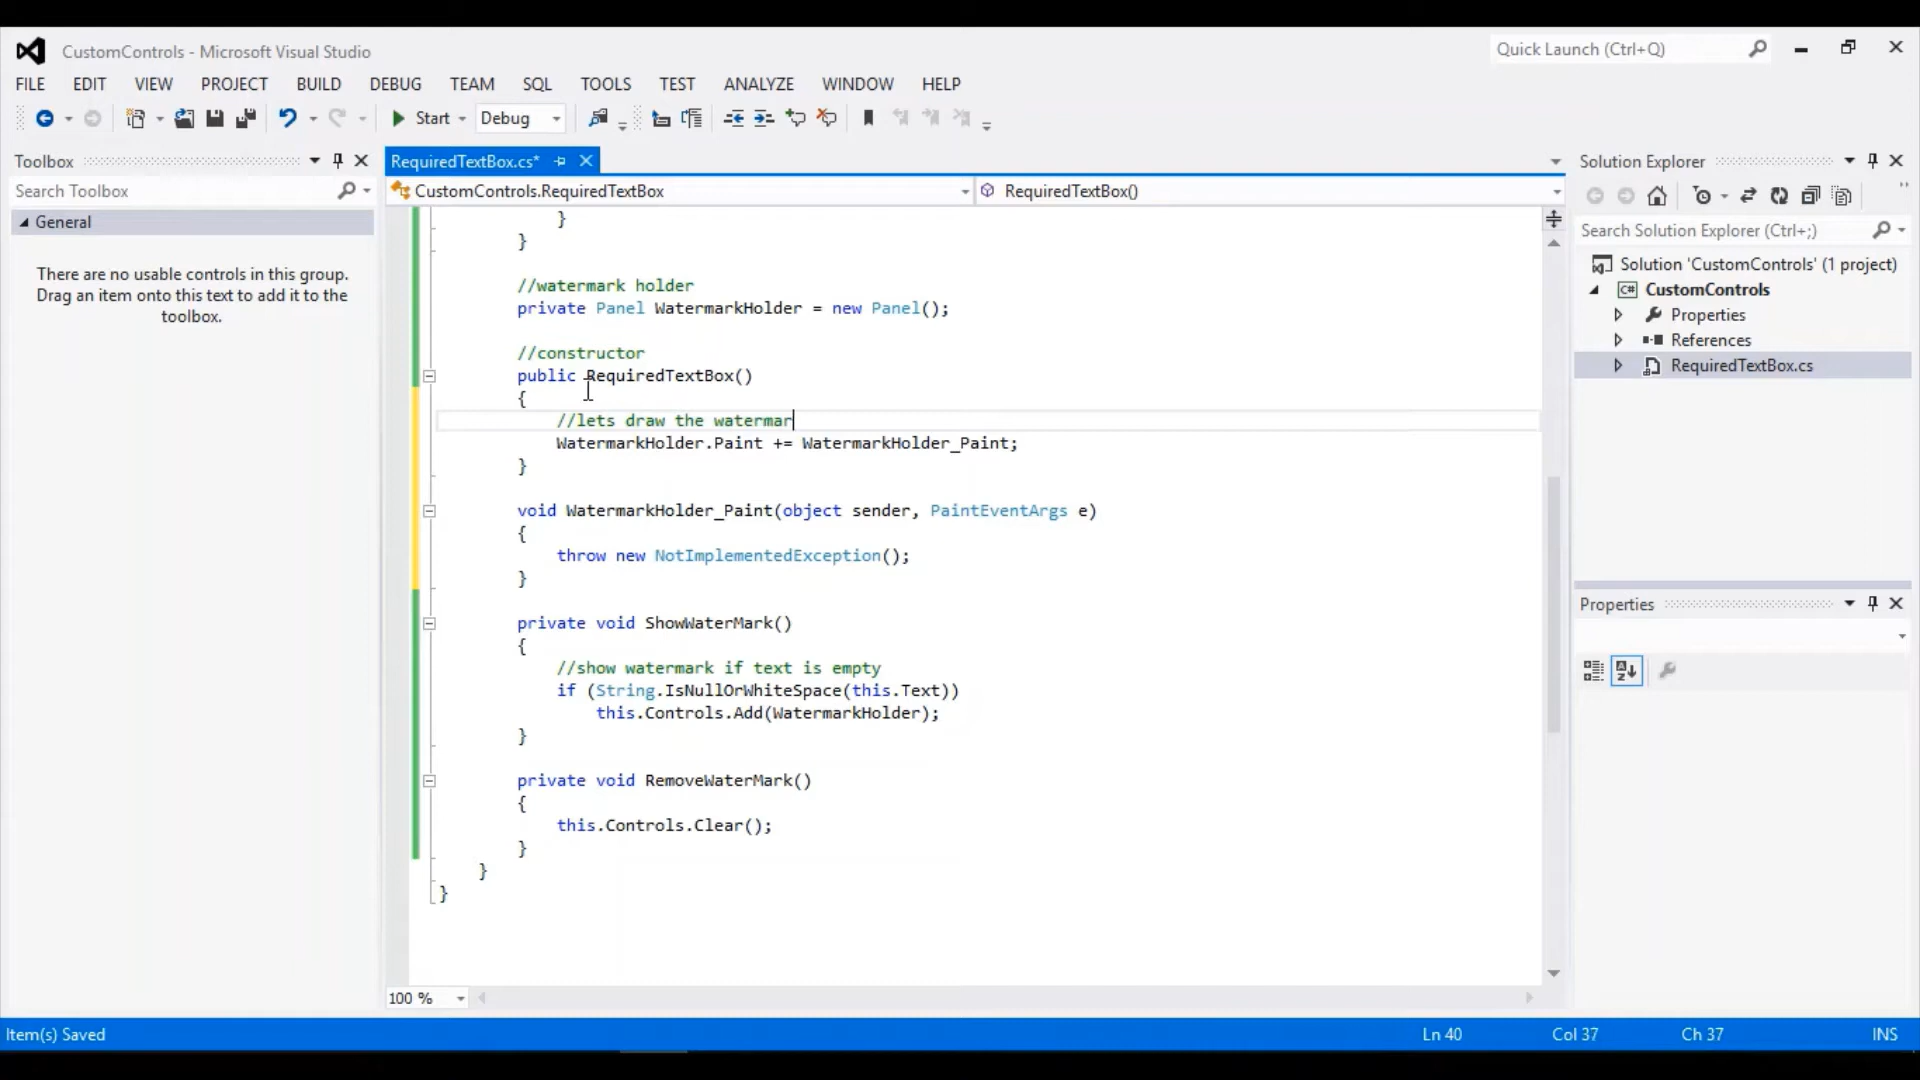 CustomControls - Microsoft Visual Studio
Quick Launch (Ctrl+Q)
FILE EDIT VIEW PROJECT BUILD DEBUG TEAM SQL TOOLS TEST ANALYZE WINDOW HELP
Start Debug
Toolbox
Search Toolbox
General
There are no usable controls in this group.
Drag an item onto this text to add it to the
toolbox.
RequiredTextBox.cs*
CustomControls.RequiredTextBox
RequiredTextBox()
}
}
//watermark holder
private Panel WatermarkHolder = new Panel();
//constructor
public RequiredTextBox()
{
//lets draw the watermar
WatermarkHolder.Paint += WatermarkHolder_Paint;
}
void WatermarkHolder_Paint(object sender, PaintEventArgs e)
{
throw new NotImplementedException();
}
private void ShowWaterMark()
{
//show watermark if text is empty
if (String.IsNullOrWhiteSpace(this.Text))
this.Controls.Add(WatermarkHolder);
}
private void RemoveWaterMark()
{
this.Controls.Clear();
}
}
}
100 %
Solution Explorer
Search Solution Explorer (Ctrl+;)
Solution 'CustomControls' (1 project)
C# CustomControls
Properties
References
RequiredTextBox.cs
Properties
Item(s) Saved
Ln 40
Col 37
Ch 37
INS